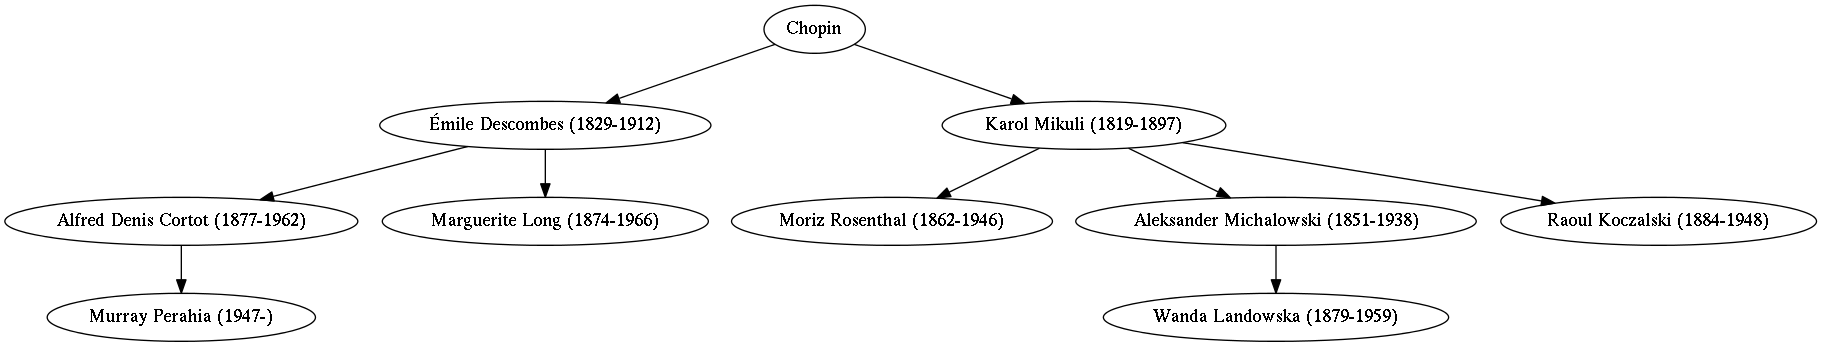 Chopin
Émile Descombes (1829-1912)
Karol Mikuli (1819-1897)
Alfred Denis Cortot (1877-1962)
Marguerite Long (1874-1966)
Moriz Rosenthal (1862-1946)
Aleksander Michalowski (1851-1938)
Raoul Koczalski (1884-1948)
Murray Perahia (1947-)
Wanda Landowska (1879-1959)